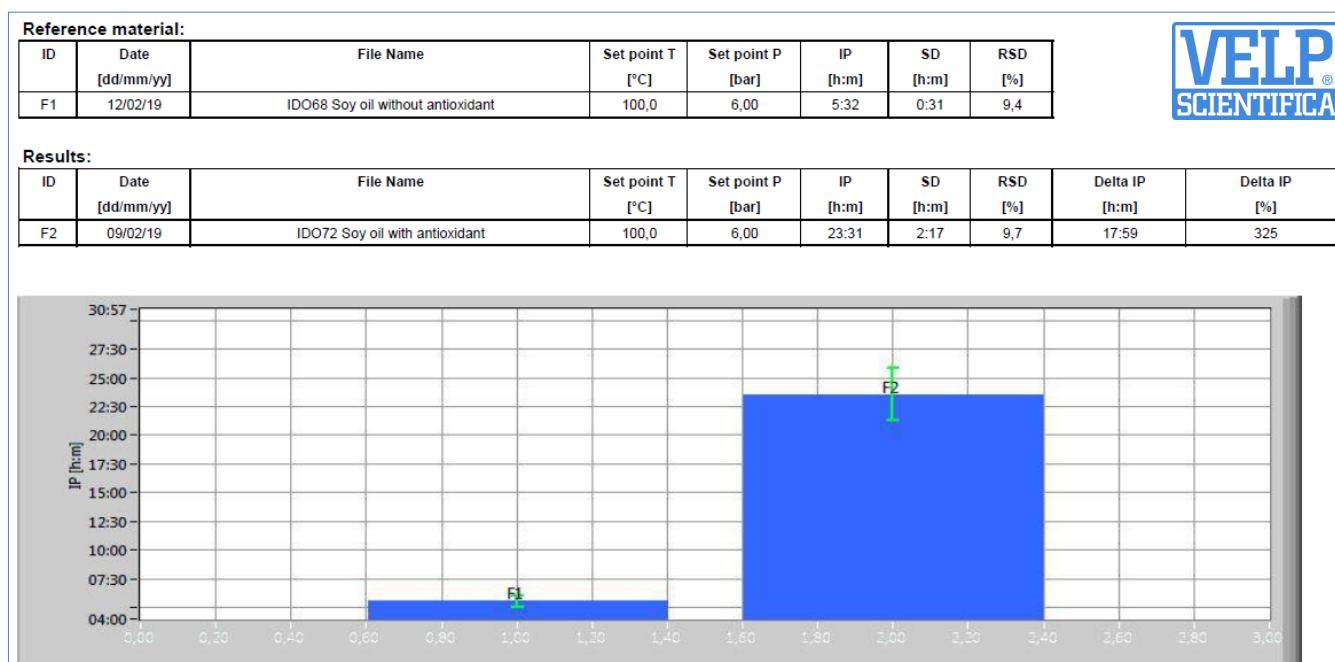 Reference material:
ID Date File Name Set point T Set point P IP SD RSD
[dd/mm/yy] [°C] [bar] [h:m] [h:m] [%]
F1 12/02/19 IDO68 Soy oil without antioxidant 100,0 6,00 5:32 0:31 9,4
VELP®
SCIENTIFICA
Results:
ID Date File Name Set point T Set point P IP SD RSD Delta IP Delta IP
[dd/mm/yy] [°C] [bar] [h:m] [h:m] [%] [h:m] [%]
F2 09/02/19 IDO72 Soy oil with antioxidant 100,0 6,00 23:31 2:17 9,7 17:59 325
30:57
27:30
25:00
F2
22:30
20:00
IP [h:m]
17:30
15:00
12:30
10:00
07:30
F1
04:00
0,00 0,20 0,40 0,60 0,80 1,00 1,20 1,40 1,60 1,80 2,00 2,20 2,40 2,60 2,80 3,00